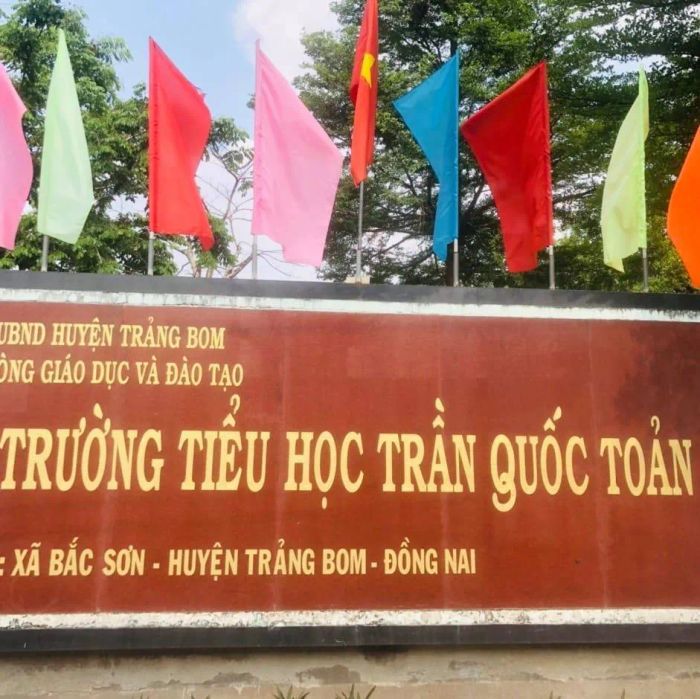 UBND HUYỆN TRẢNG BOM
ÒNG GIÁO DỤC VÀ ĐÀO TẠO
TRƯỜNG TIỂU HỌC TRẦN QUỐC TOẢN
: XÃ BẮC SƠN - HUYỆN TRẢNG BOM - ĐỒNG NAI